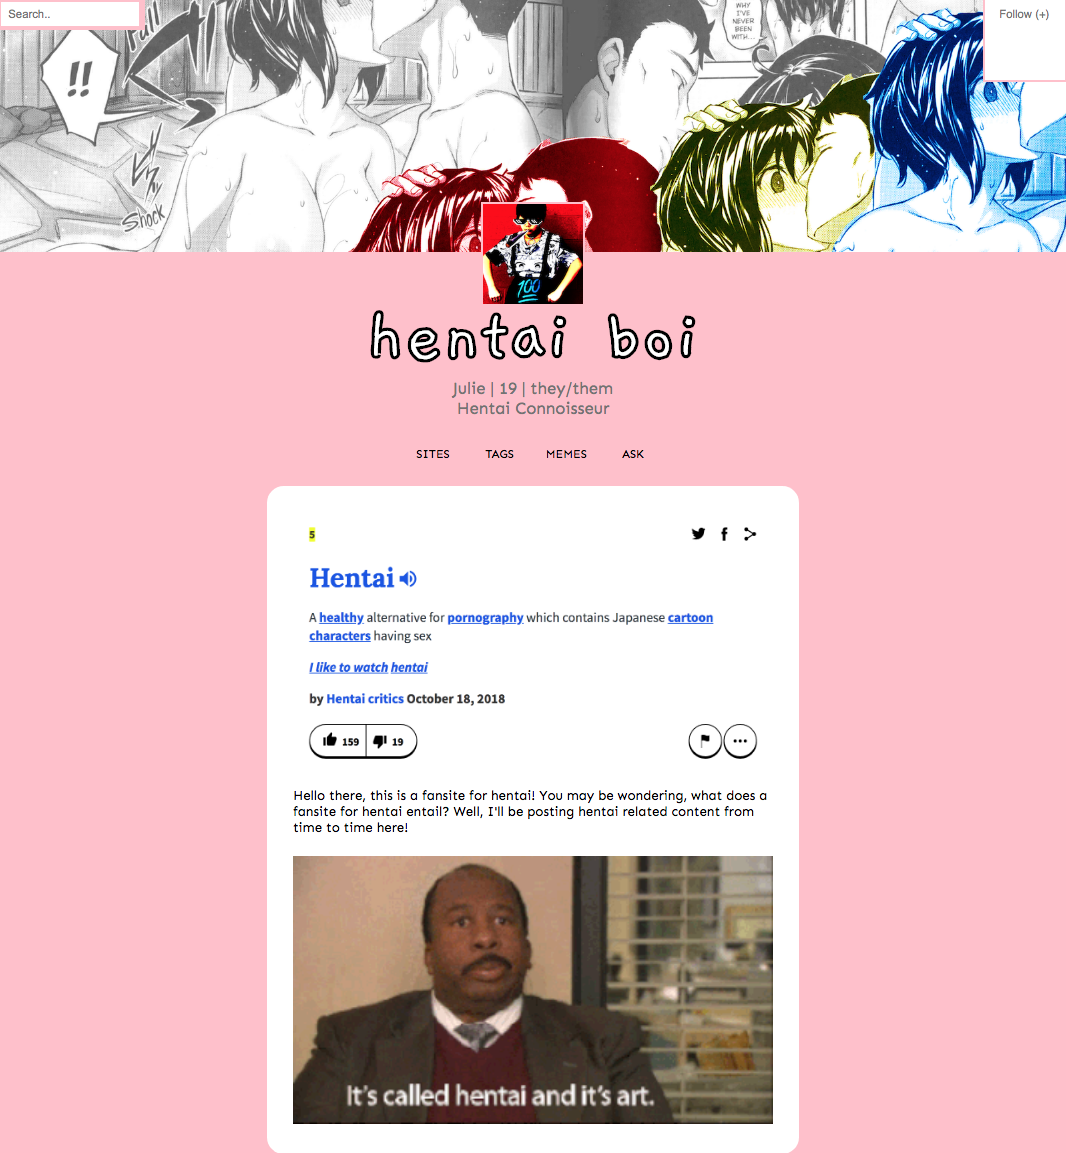 Search..
Follow (+)
!!
Full
WHY
I'VE
NEVER
BEEN
WITH...
Shock
100
hentai boi
Julie | 19 | they/them
Hentai Connoisseur
SITES TAGS MEMES ASK
5
Hentai
A healthy alternative for pornography which contains Japanese cartoon
characters having sex
I like to watch hentai
by Hentai critics October 18, 2018
159 19
Hello there, this is a fansite for hentai! You may be wondering, what does a
fansite for hentai entail? Well, I'll be posting hentai related content from
time to time here!
It's called hentai and it's art.